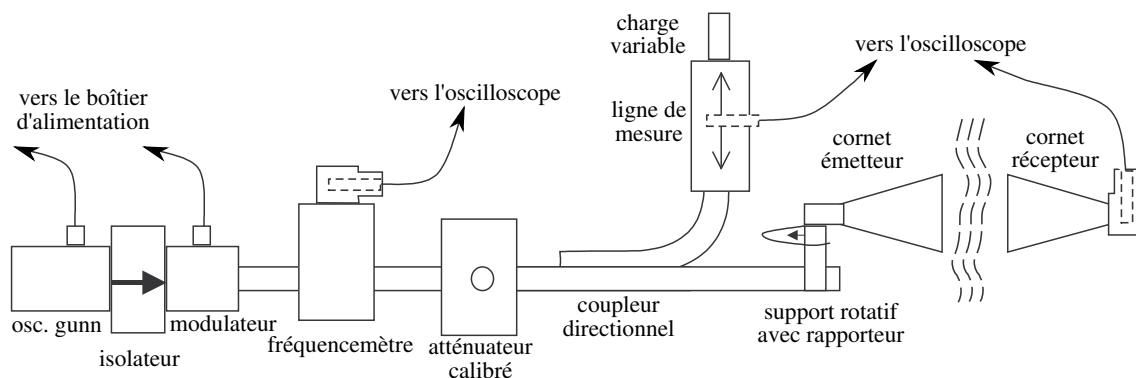 charge
variable
vers l'oscilloscope
vers le boîtier
d'alimentation
vers l'oscilloscope
ligne de
mesure
cornet
émetteur
cornet
récepteur
osc. gunn
isolateur
modulateur
fréquencemètre
atténuateur
calibré
coupleur
directionnel
support rotatif
avec rapporteur